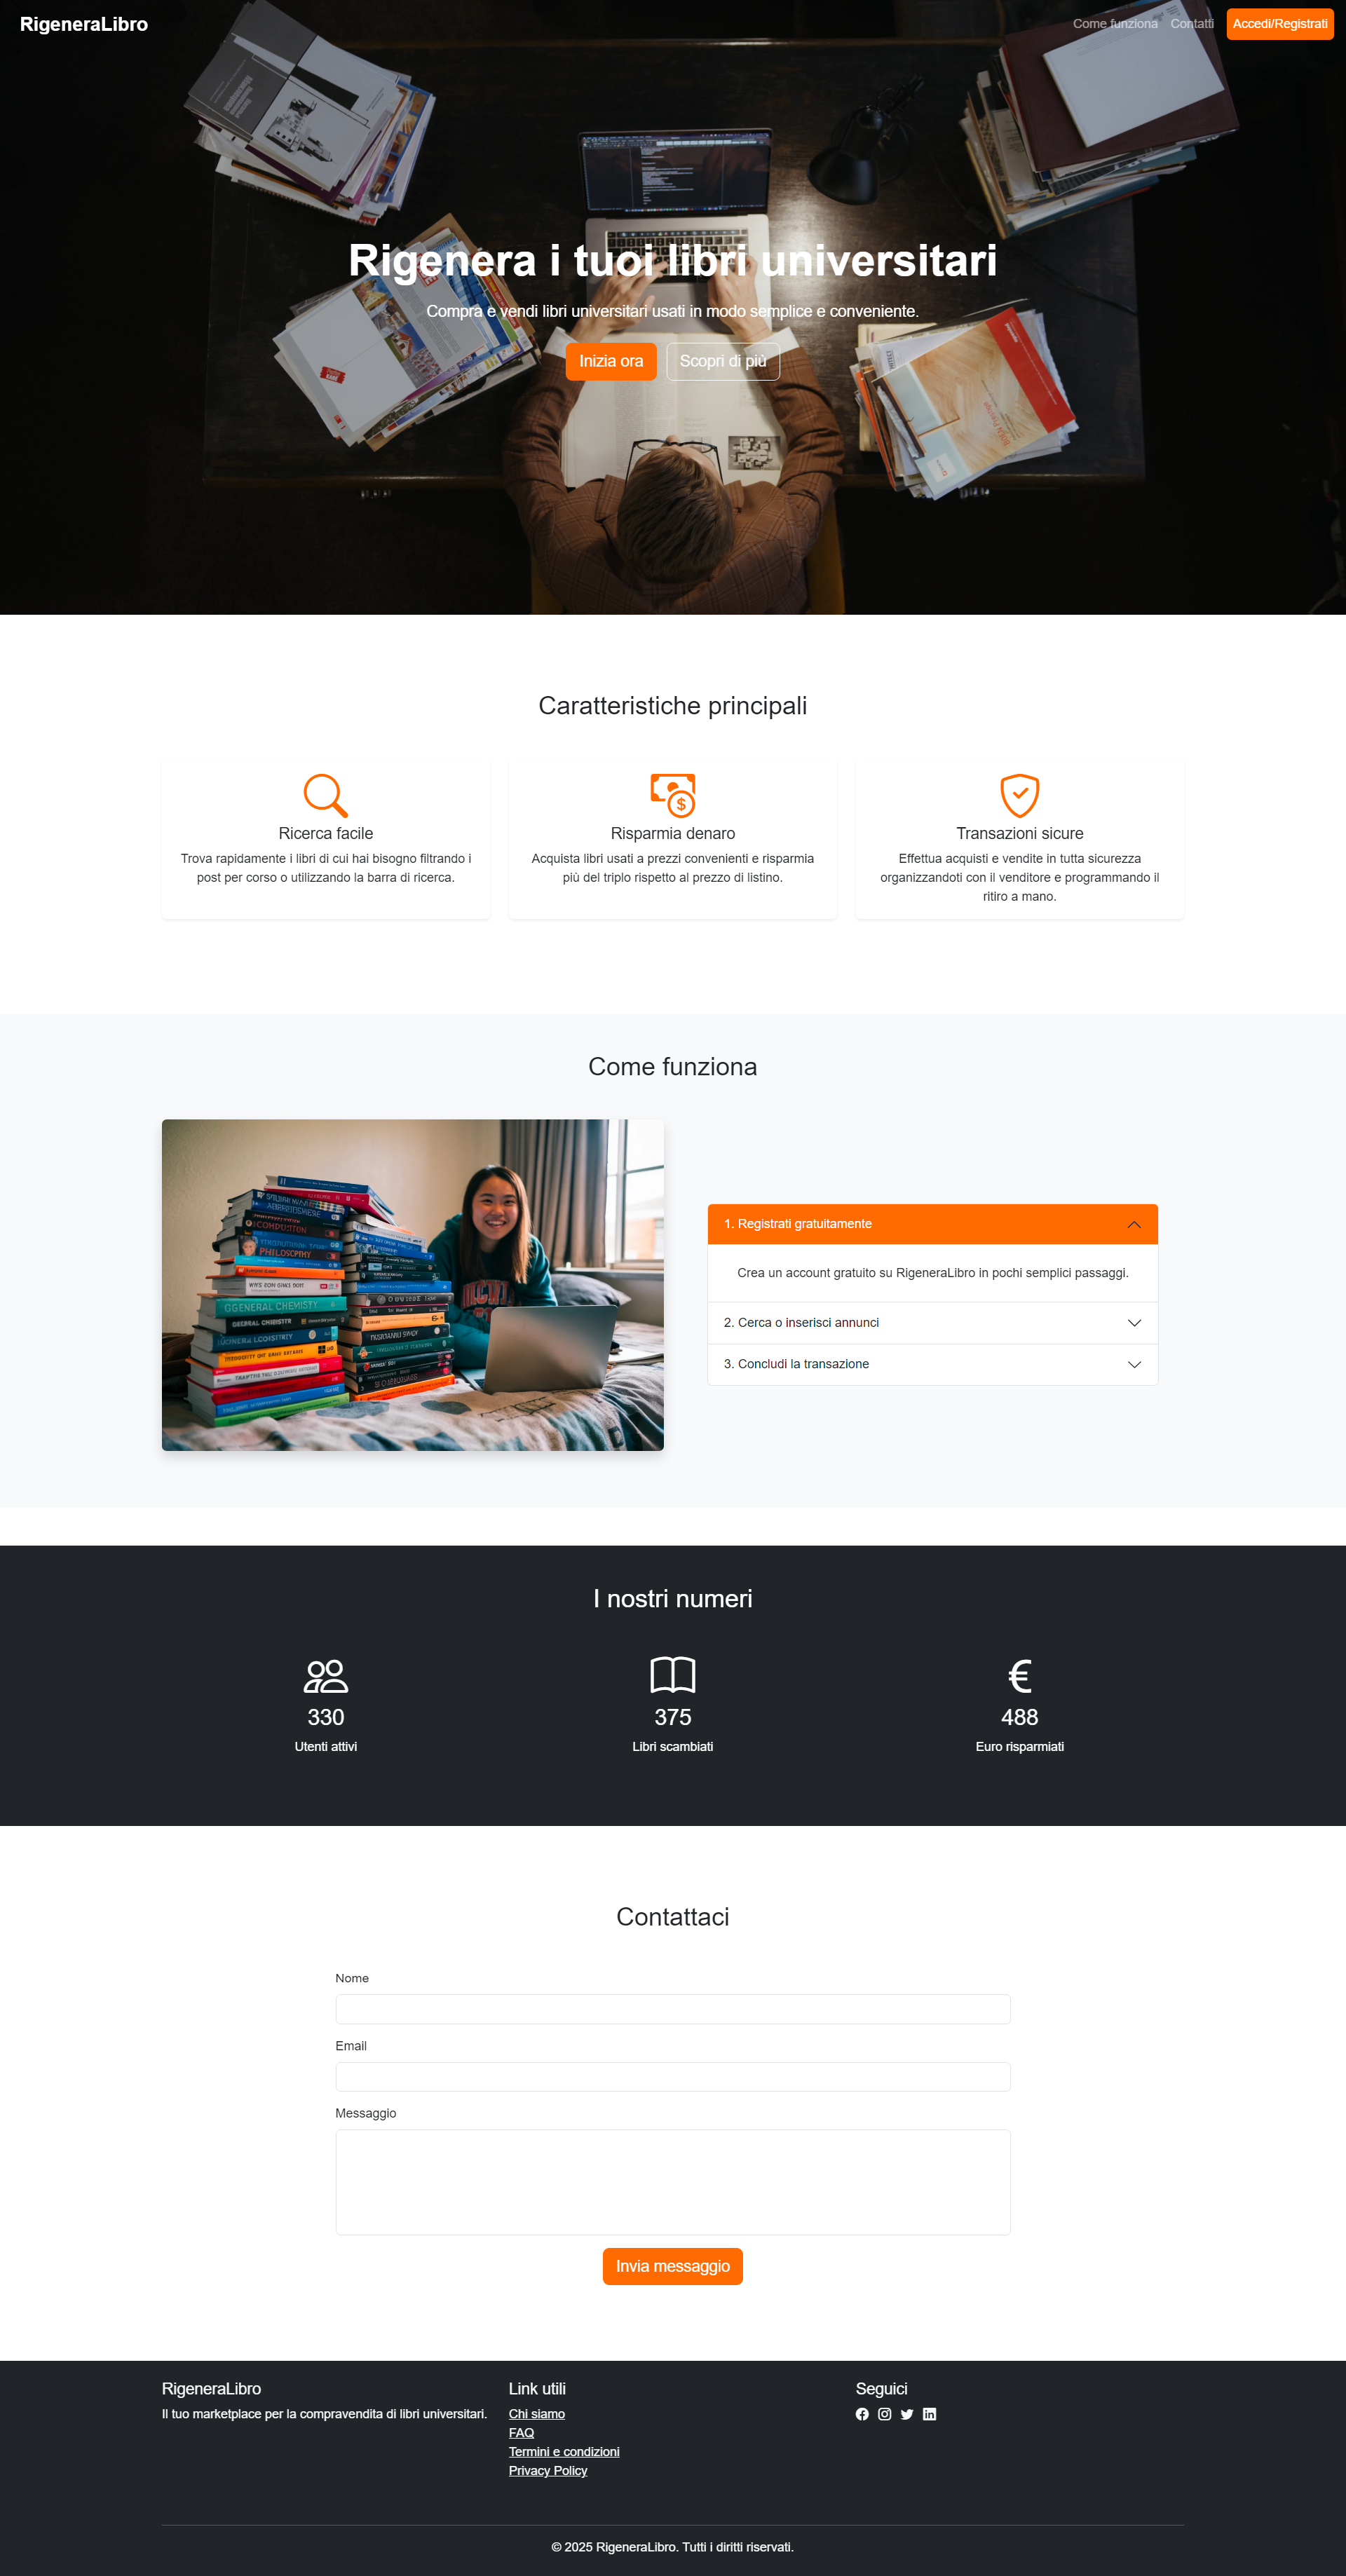 RigeneraLibro
Come funziona
Contatti
Accedi/Registrati
Rigenera i tuoi libri universitari
Compra e vendi libri universitari usati in modo semplice e conveniente.
Inizia ora
Scopri di più
Caratteristiche principali
Ricerca facile
Trova rapidamente i libri di cui hai bisogno filtrando i
post per corso o utilizzando la barra di ricerca.
Risparmia denaro
Acquista libri usati a prezzi convenienti e risparmia
più del triplo rispetto al prezzo di listino.
Transazioni sicure
Effettua acquisti e vendite in tutta sicurezza
organizzandoti con il venditore e programmando il
ritiro a mano.
Come funziona
PHILOSOPHY
GGENERAL CHEMISTY
1. Registrati gratuitamente
Crea un account gratuito su RigeneraLibro in pochi semplici passaggi.
2. Cerca o inserisci annunci
3. Concludi la transazione
I nostri numeri
330
Utenti attivi
375
Libri scambiati
€
488
Euro risparmiati
Contattaci
Nome
Email
Messaggio
Invia messaggio
RigeneraLibro
Il tuo marketplace per la compravendita di libri universitari.
Link utili
Chi siamo
FAQ
Termini e condizioni
Privacy Policy
Seguici
© 2025 RigeneraLibro. Tutti i diritti riservati.